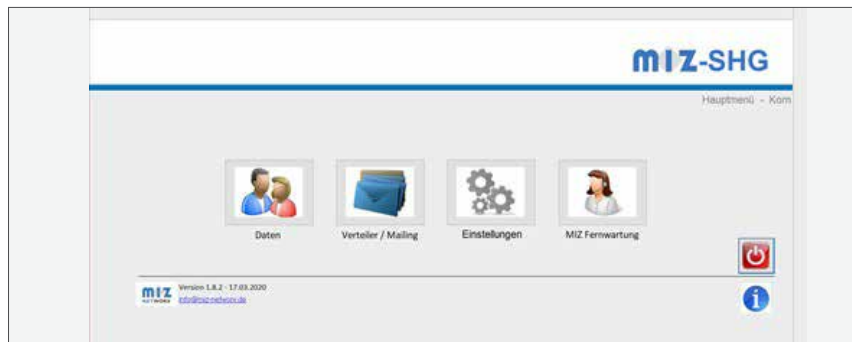 MIZ-SHG
Hauptmenü - Kom
Daten
Verteiler / Mailing
Einstellungen
MIZ Fernwartung
MIZ
NETWORK
Version 1.8.2 - 17.03.2020
info@miz-network.de